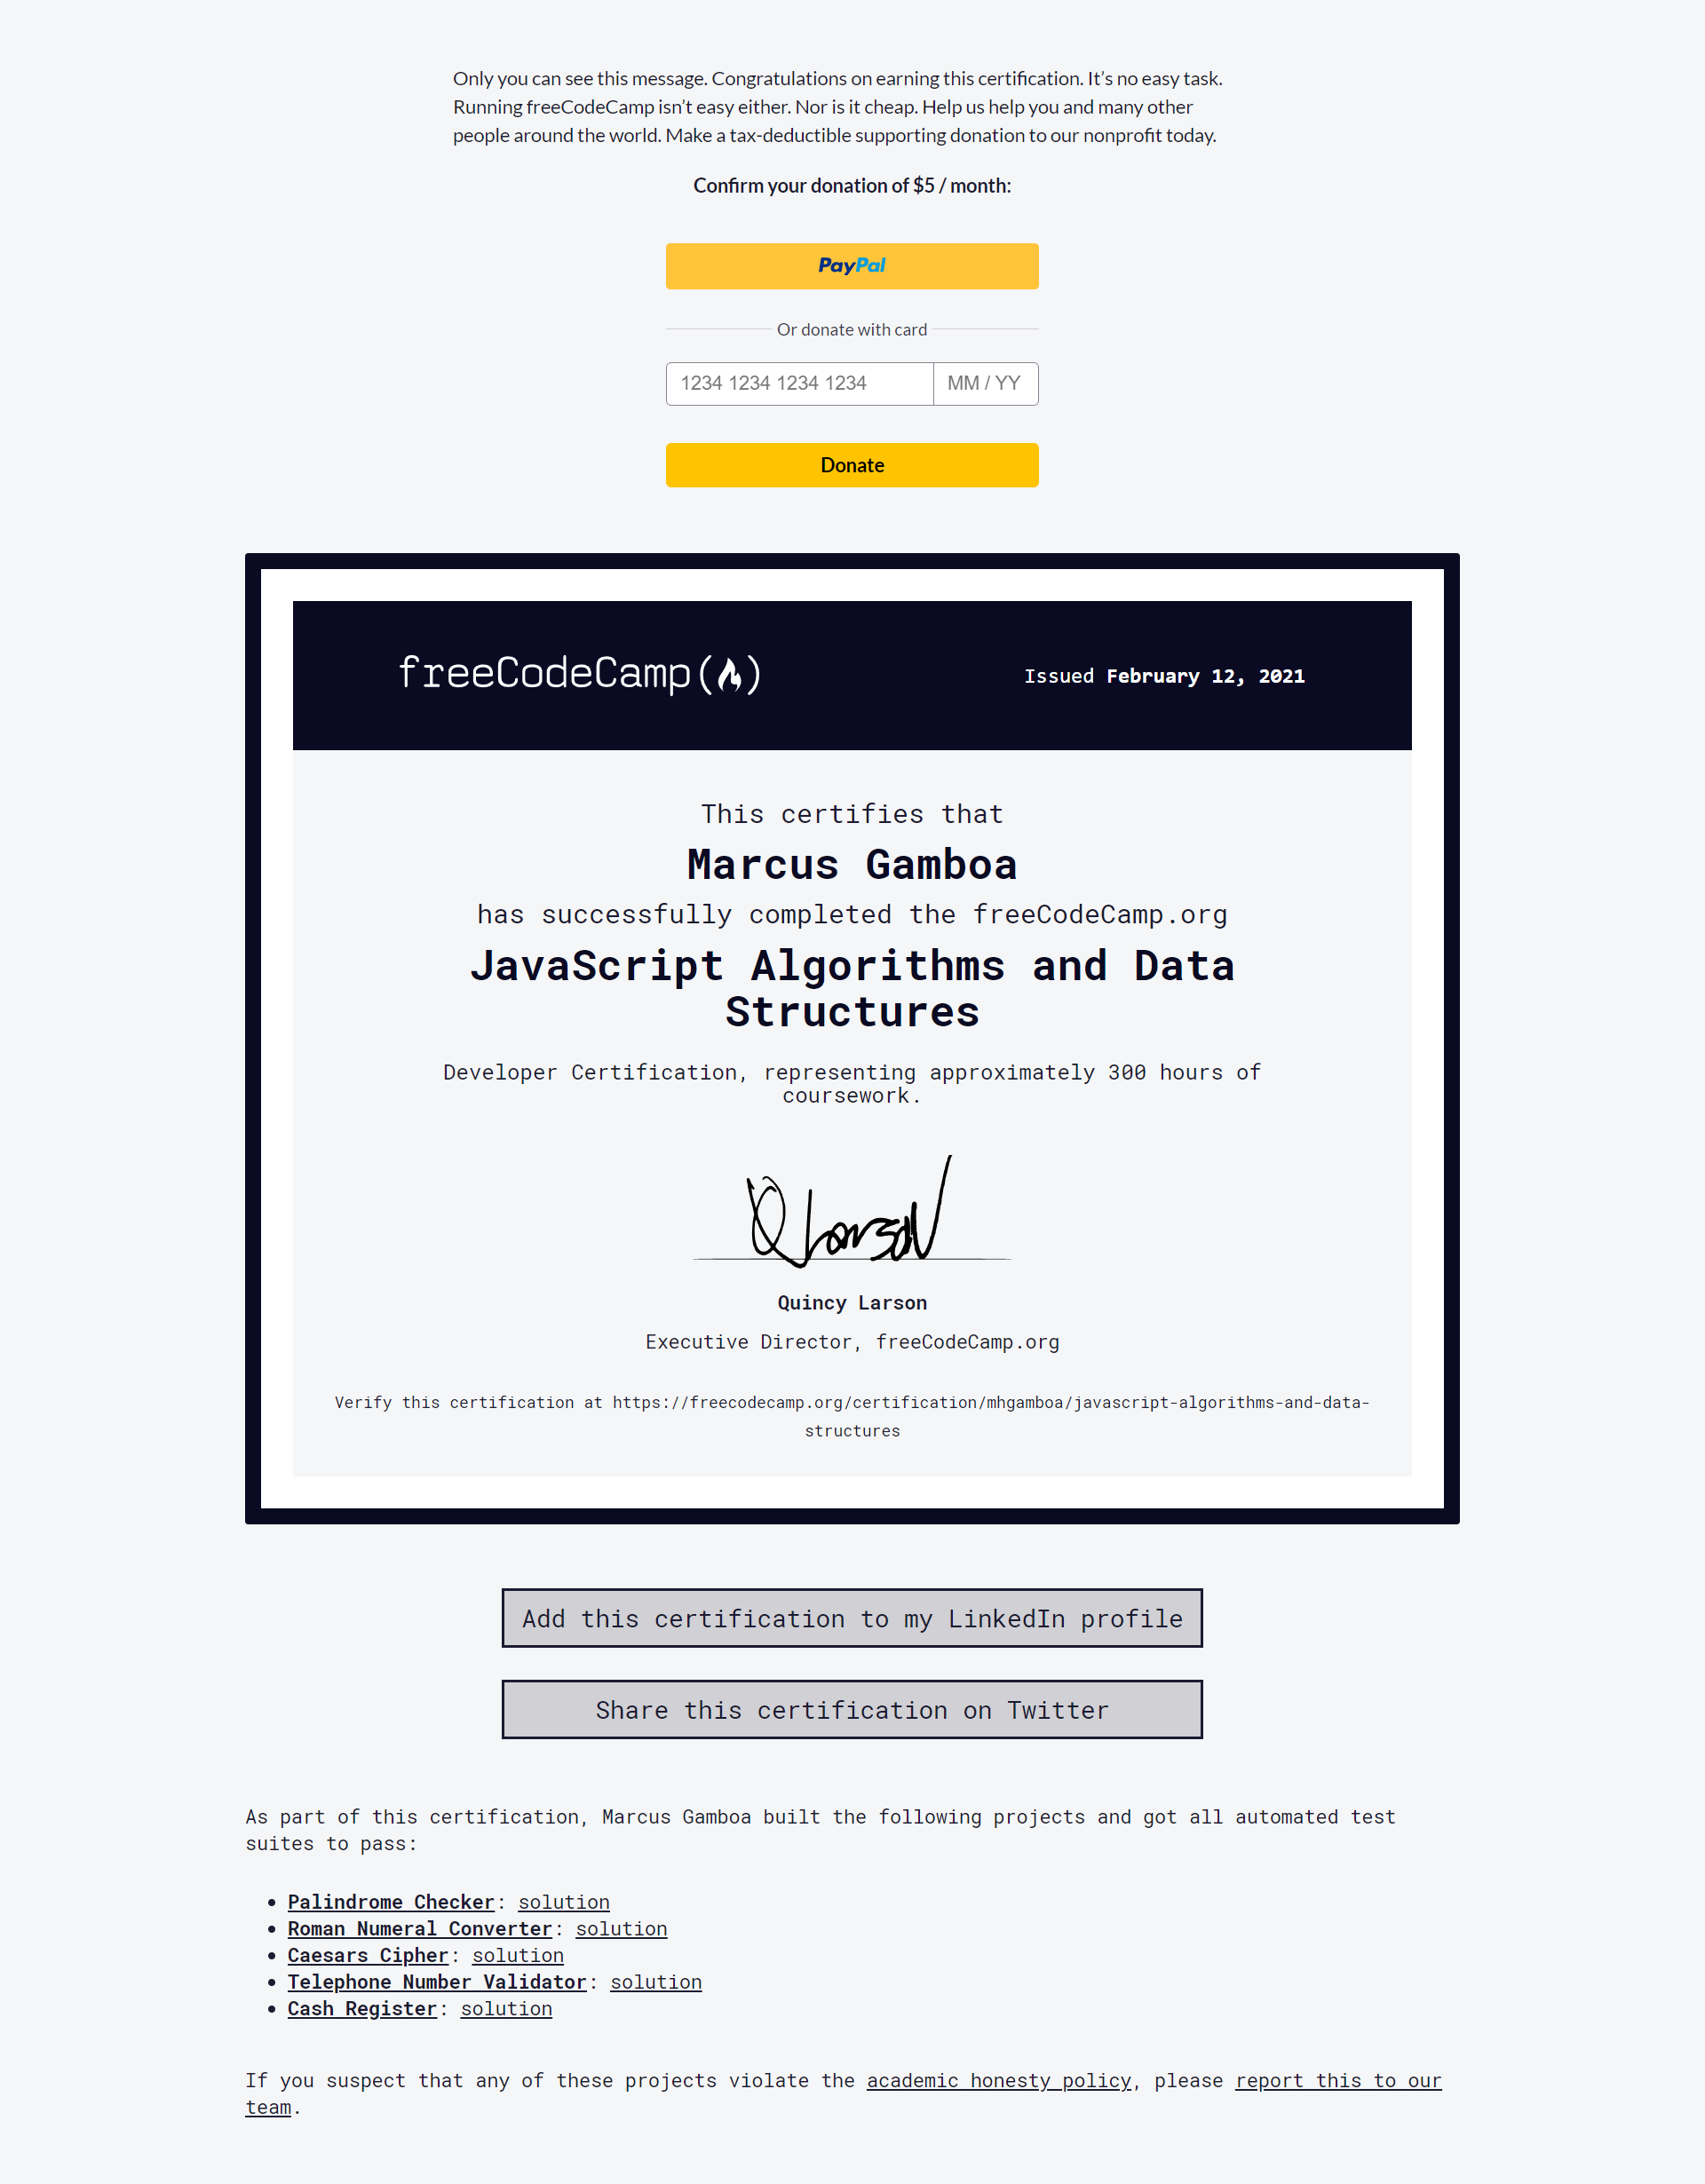 Only you can see this message. Congratulations on earning this certification. It’s no easy task.
Running freeCodeCamp isn’t easy either. Nor is it cheap. Help us help you and many other
people around the world. Make a tax-deductible supporting donation to our nonprofit today.
Confirm your donation of $5 / month:
PayPal
Or donate with card
1234 1234 1234 1234 MM / YY
Donate
freeCodeCamp(🔥) Issued February 12, 2021
This certifies that
Marcus Gamboa
has successfully completed the freeCodeCamp.org
JavaScript Algorithms and Data
Structures
Developer Certification, representing approximately 300 hours of
coursework.
Q Larson
Quincy Larson
Executive Director, freeCodeCamp.org
Verify this certification at https://freecodecamp.org/certification/mhgamboa/javascript-algorithms-and-data-
structures
Add this certification to my LinkedIn profile
Share this certification on Twitter
As part of this certification, Marcus Gamboa built the following projects and got all automated test
suites to pass:
• Palindrome Checker: solution
• Roman Numeral Converter: solution
• Caesars Cipher: solution
• Telephone Number Validator: solution
• Cash Register: solution
If you suspect that any of these projects violate the academic honesty policy, please report this to our
team.